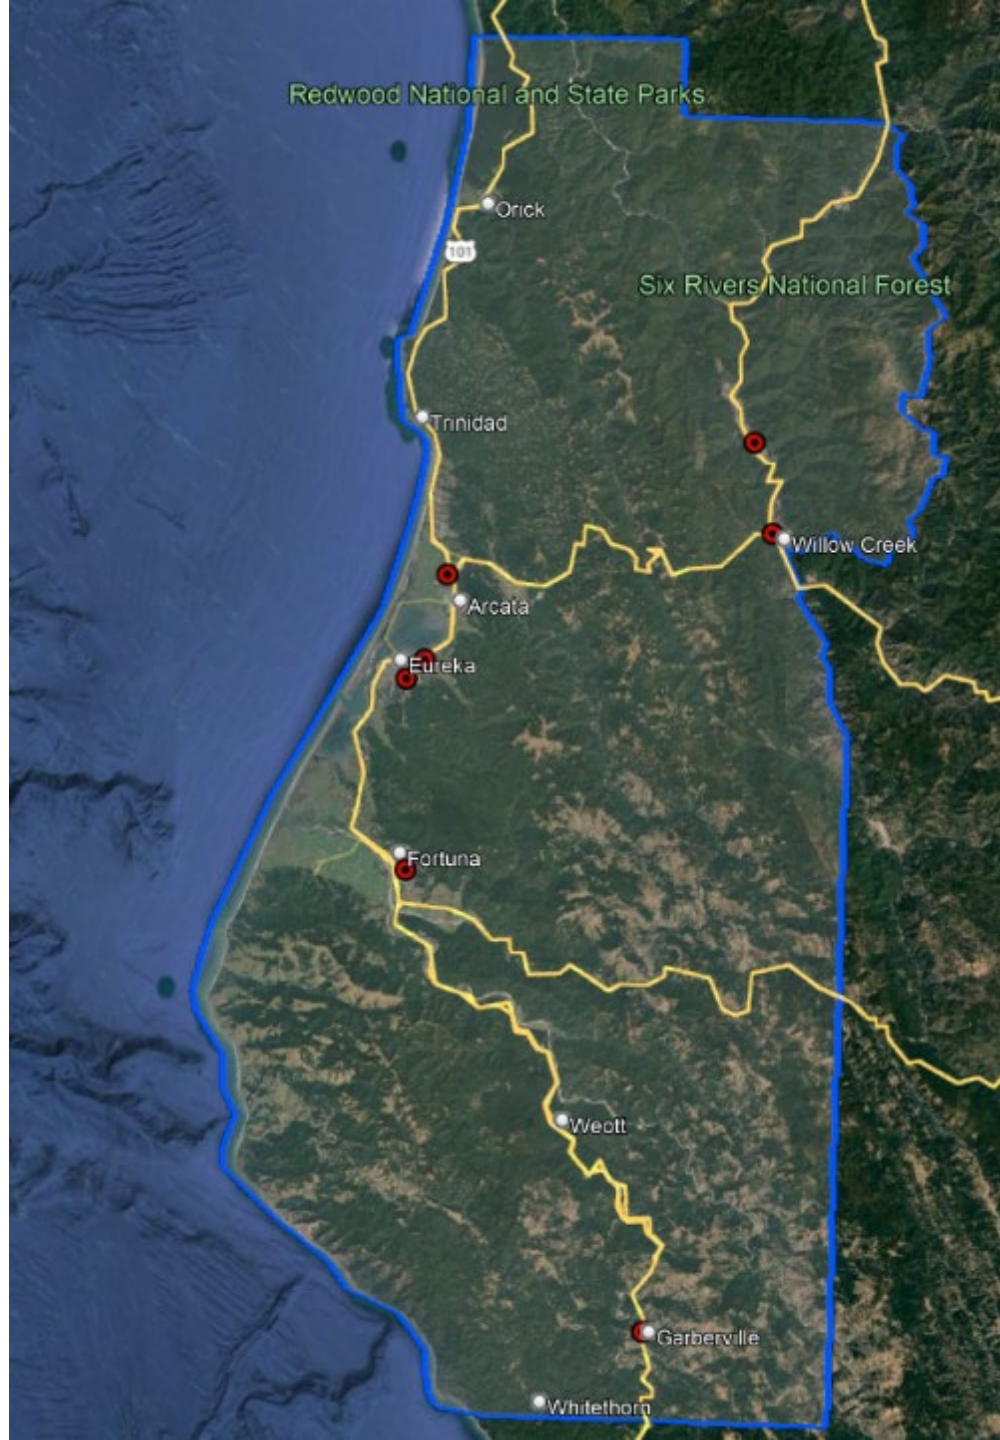 Redwood National and State Parks
Orick
101
Six Rivers National Forest
Trinidad
Willow Creek
Arcata
Eureka
Fortuna
Weott
Garberville
Whitethorn